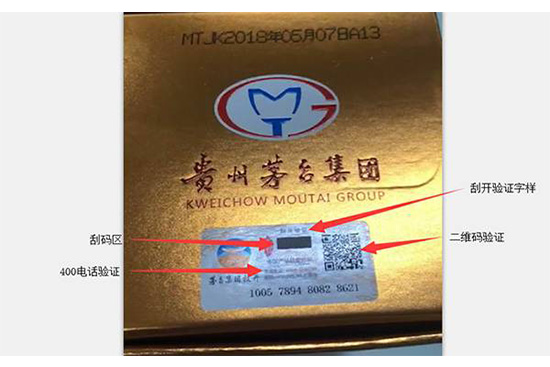 MTJK2018年05月07BA13
贵州茅台集团
KWEICHOW MOUTAI GROUP
刮开验证字样
刮码区
二维码验证
400电话验证
1005 7894 8082 8621